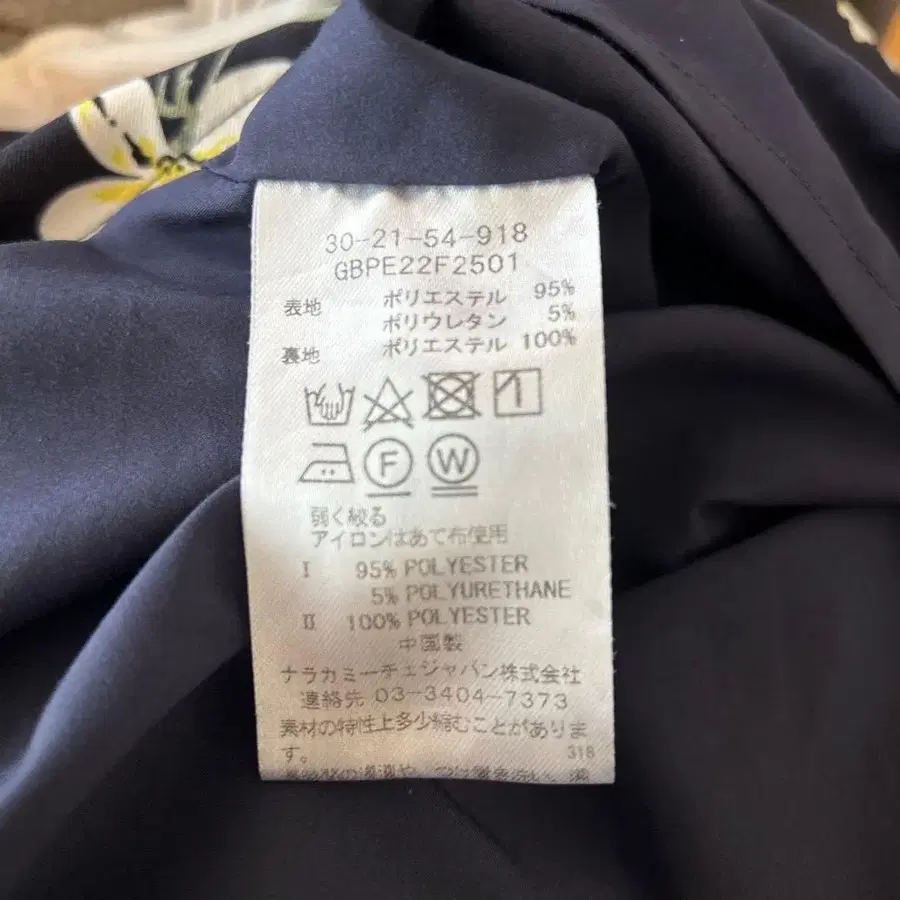 30-21-54-918
GBPE22F2501
表地 ポリエステル 95%
ポリウレタン 5%
裏地 ポリエステル 100%
F W
弱く絞る
アイロンはあて布使用
I 95% POLYESTER
5% POLYURETHANE
II 100% POLYESTER
中国製
ナラカミーチェジャパン株式会社
連絡先 03-3404-7373
素材の特性上多少縮むことがありま
す。
318